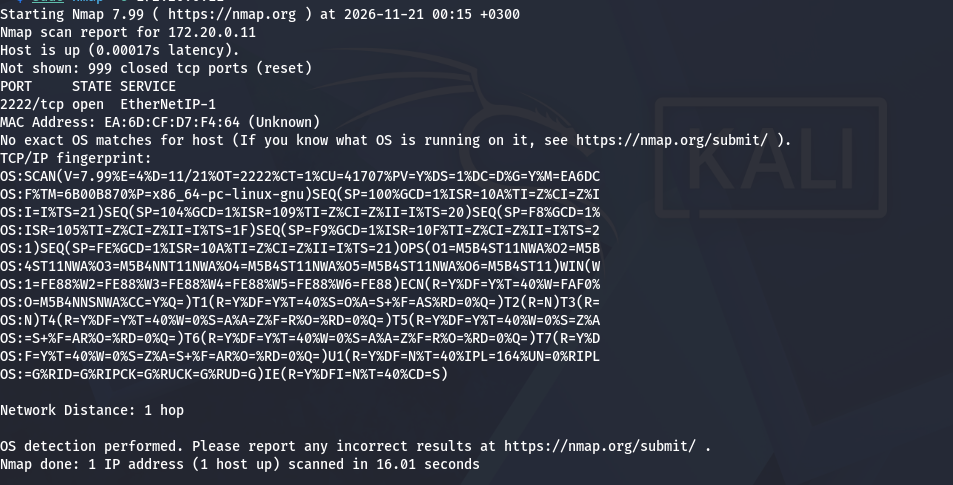 Starting Nmap 7.99 ( https://nmap.org ) at 2026-11-21 00:15 +0300
Nmap scan report for 172.20.0.11
Host is up (0.00017s latency).
Not shown: 999 closed tcp ports (reset)
PORT     STATE SERVICE
2222/tcp open  EtherNetIP-1
MAC Address: EA:6D:CF:D7:F4:64 (Unknown)
No exact OS matches for host (If you know what OS is running on it, see https://nmap.org/submit/ ).
TCP/IP fingerprint:
OS:SCAN(V=7.99%E=4%D=11/21%OT=2222%CT=1%CU=41707%PV=Y%DS=1%DC=D%G=Y%M=EA6DC
OS:F%TM=6B00B870%P=x86_64-pc-linux-gnu)SEQ(SP=100%GCD=1%ISR=10A%TI=Z%CI=Z%I
OS:I=I%TS=21)SEQ(SP=104%GCD=1%ISR=109%TI=Z%CI=Z%II=I%TS=20)SEQ(SP=F8%GCD=1%
OS:ISR=105%TI=Z%CI=Z%II=I%TS=1F)SEQ(SP=F9%GCD=1%ISR=10F%TI=Z%CI=Z%II=I%TS=2
OS:1)SEQ(SP=FE%GCD=1%ISR=10A%TI=Z%CI=Z%II=I%TS=21)OPS(O1=M5B4ST11NWA%O2=M5B
OS:4ST11NWA%O3=M5B4NNT11NWA%O4=M5B4ST11NWA%O5=M5B4ST11NWA%O6=M5B4ST11)WIN(W
OS:1=FE88%W2=FE88%W3=FE88%W4=FE88%W5=FE88%W6=FE88)ECN(R=Y%DF=Y%T=40%W=FAF0%
OS:O=M5B4NNSNWA%CC=Y%Q=)T1(R=Y%DF=Y%T=40%S=O%A=S+%F=AS%RD=0%Q=)T2(R=N)T3(R=
OS:N)T4(R=Y%DF=Y%T=40%W=0%S=A%A=Z%F=R%O=%RD=0%Q=)T5(R=Y%DF=Y%T=40%W=0%S=Z%A
OS:=S+%F=AR%O=%RD=0%Q=)T6(R=Y%DF=Y%T=40%W=0%S=A%A=Z%F=R%O=%RD=0%Q=)T7(R=Y%D
OS:F=Y%T=40%W=0%S=Z%A=S+%F=AR%O=%RD=0%Q=)U1(R=Y%DF=N%T=40%IPL=164%UN=0%RIPL
OS:=G%RID=G%RIPCK=G%RUCK=G%RUD=G)IE(R=Y%DFI=N%T=40%CD=S)
Network Distance: 1 hop
OS detection performed. Please report any incorrect results at https://nmap.org/submit/ .
Nmap done: 1 IP address (1 host up) scanned in 16.01 seconds
KALI